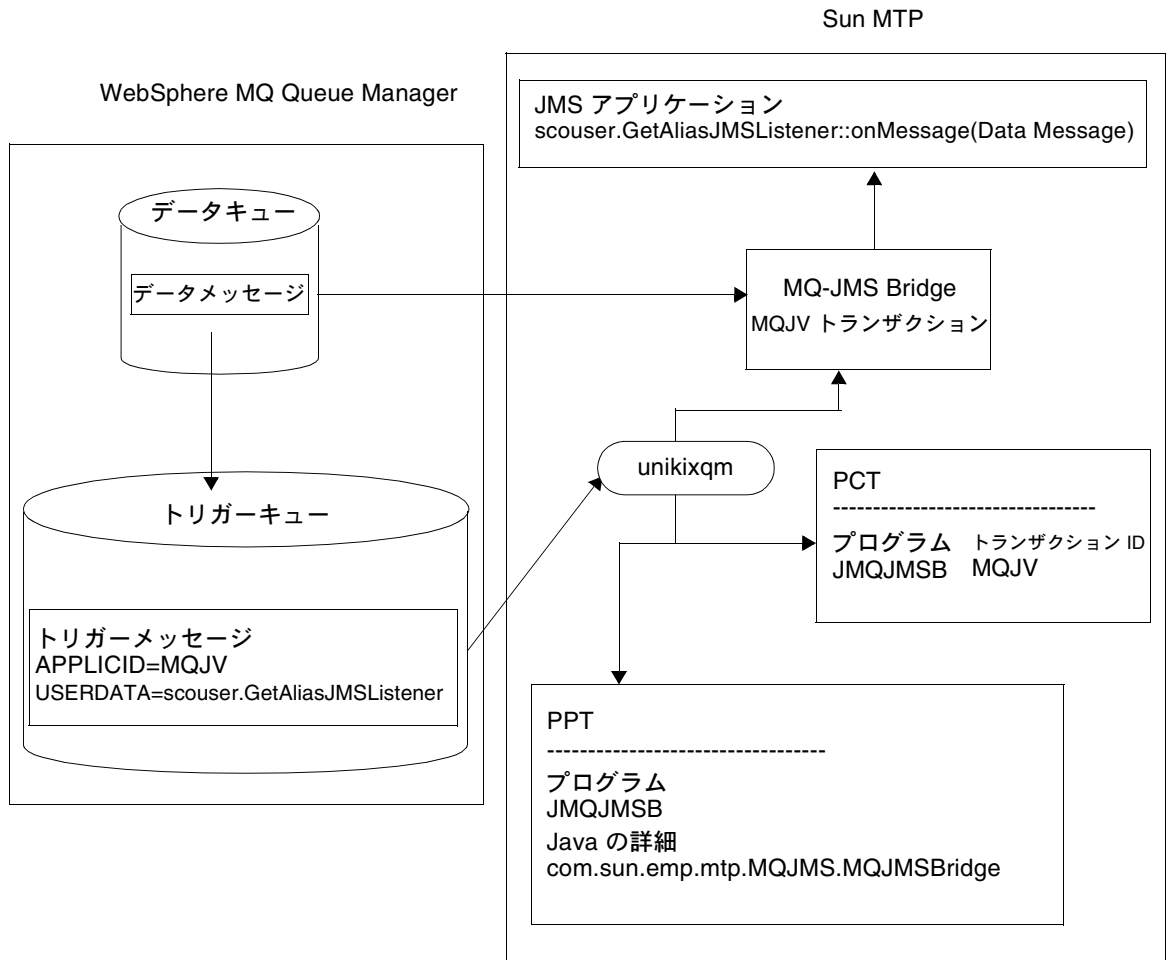 Sun MTP
WebSphere MQ Queue Manager
JMS アプリケーション
scouser.GetAliasJMSListener::onMessage(Data Message)
データキュー
データメッセージ
MQ-JMS Bridge
MQJV トランザクション
unikixqm
トリガーキュー
PCT
---------------------------------
プログラム トランザクション ID
JMQJMSB MQJV
トリガーメッセージ
APPLICID=MQJV
USERDATA=scouser.GetAliasJMSListener
PPT
----------------------------------
プログラム
JMQJMSB
Java の詳細
com.sun.emp.mtp.MQJMS.MQJMSBridge